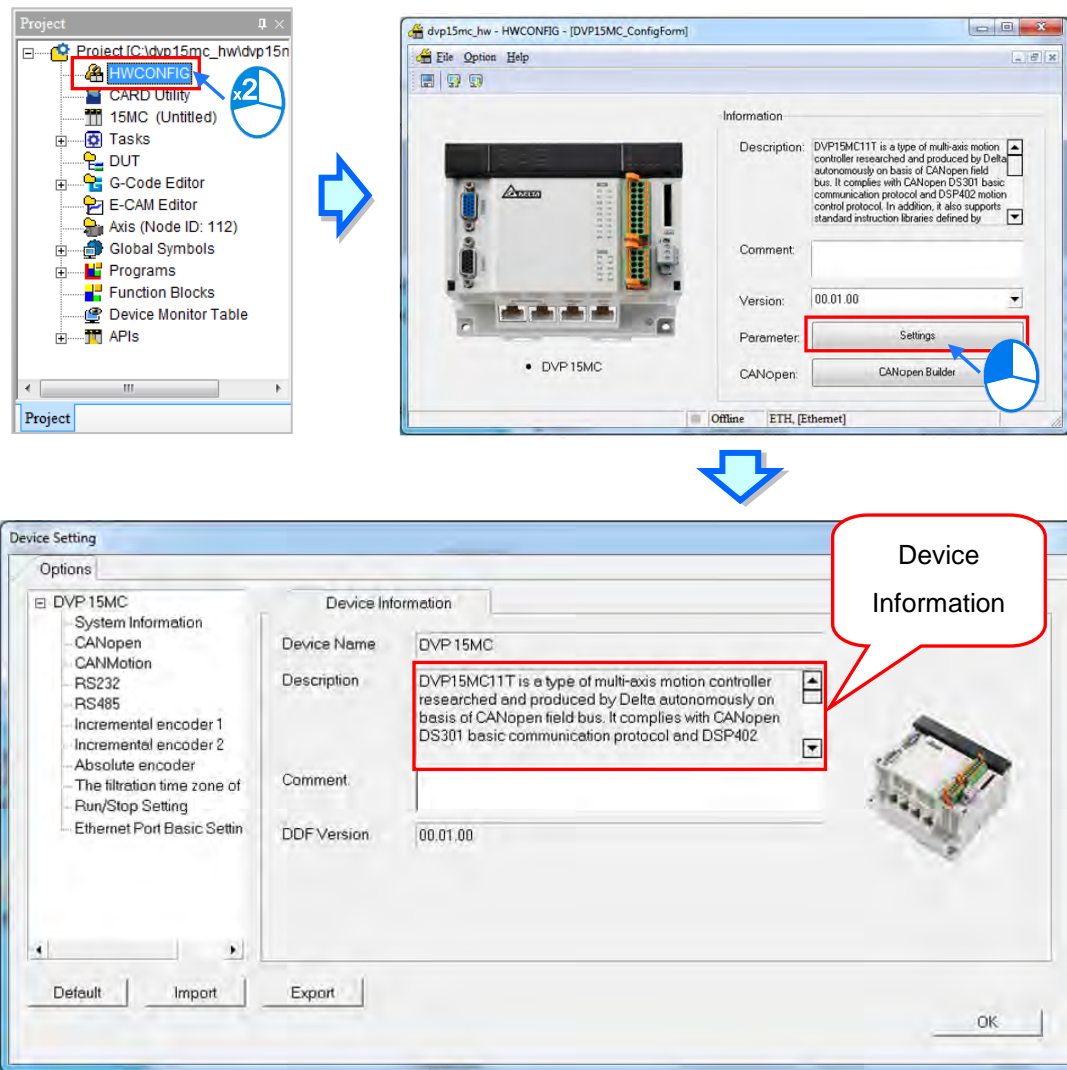 Project
Project [C:\dvp15mc_hw\dvp15m
HWCONFIG
CARD Utility
x2
15MC (Untitled)
Tasks
DUT
G-Code Editor
E-CAM Editor
Axis (Node ID: 112)
Global Symbols
Programs
Function Blocks
Device Monitor Table
APIs
Project
dvp15mc_hw - HWCONFIG - [DVP15MC_ConfigForm]
File Option Help
Information
Description:
DVP15MC11T is a type of multi-axis motion
controller researched and produced by Delta
autonomously on basis of CANopen field
bus. It complies with CANopen DS301 basic
communication protocol and DSP402 motion
control protocol. In addition, it also supports
standard instruction libraries defined by
Comment:
Version: 00.01.00
Parameter: Settings
CANopen: CANopen Builder
DELTA
• DVP 15MC
Offline ETH, [Ethernet]
Device Setting
Options
DVP 15MC
System Information
CANopen
CANMotion
RS232
RS485
Incremental encoder 1
Incremental encoder 2
Absolute encoder
The filtration time zone of
Run/Stop Setting
Ethernet Port Basic Settin
Device Information
Device Name DVP 15MC
Description
DVP15MC11T is a type of multi-axis motion controller
researched and produced by Delta autonomously on
basis of CANopen field bus. It complies with CANopen
DS301 basic communication protocol and DSP402
Comment.
DDF Version 00.01.00
Device
Information
Default Import Export
OK